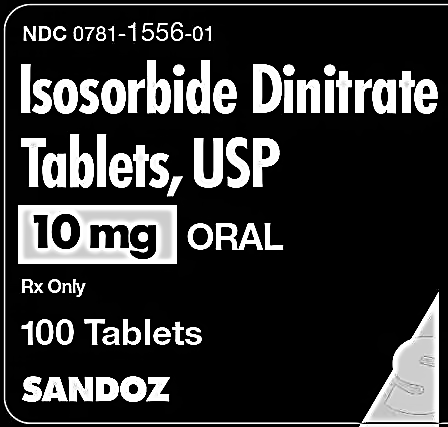 NDC 0781-1556-01
Isosorbide Dinitrate
Tablets, USP
10 mg ORAL
Rx Only
100 Tablets
SANDOZ
S